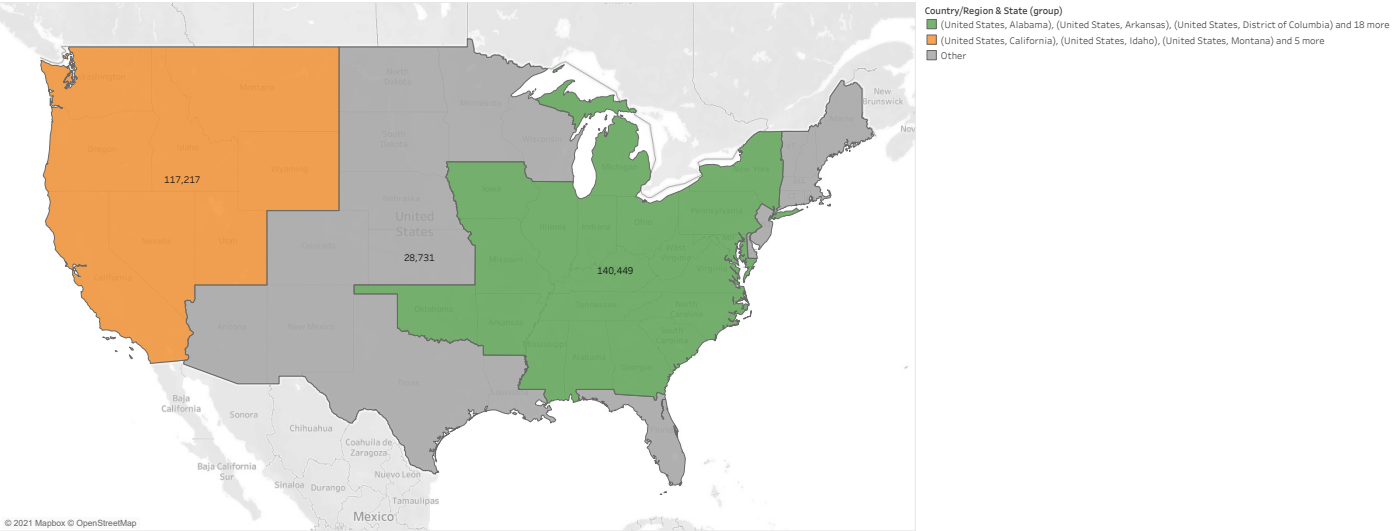 Country/Region & State (group)
(United States, Alabama), (United States, Arkansas), (United States, District of Columbia) and 18 more
(United States, California), (United States, Idaho), (United States, Montana) and 5 more
Other
New
Brunswick
Nov
Washington
Montana
North
Dakota
Minnesota
Maine
Oregon
Idaho
Wyoming
South
Dakota
Wisconsin
Michigan
New York
117,217
Nebraska
Iowa
Pennsylvania
United
States
Nevada
Utah
Colorado
Illinois
Indiana
Ohio
West
Virginia
Virginia
28,731
140,449
California
Missouri
Tennessee
North
Carolina
Oklahoma
Arkansas
South
Carolina
Arizona
New Mexico
Mississippi
Alabama
Georgia
Texas
Louisiana
Baja
California
Sonora
Chihuahua
Coahuila de
Zaragoza
Baja California
Sur
Nuevo León
Sinaloa
Durango
Tamaulipas
Mexico
© 2021 Mapbox © OpenStreetMap